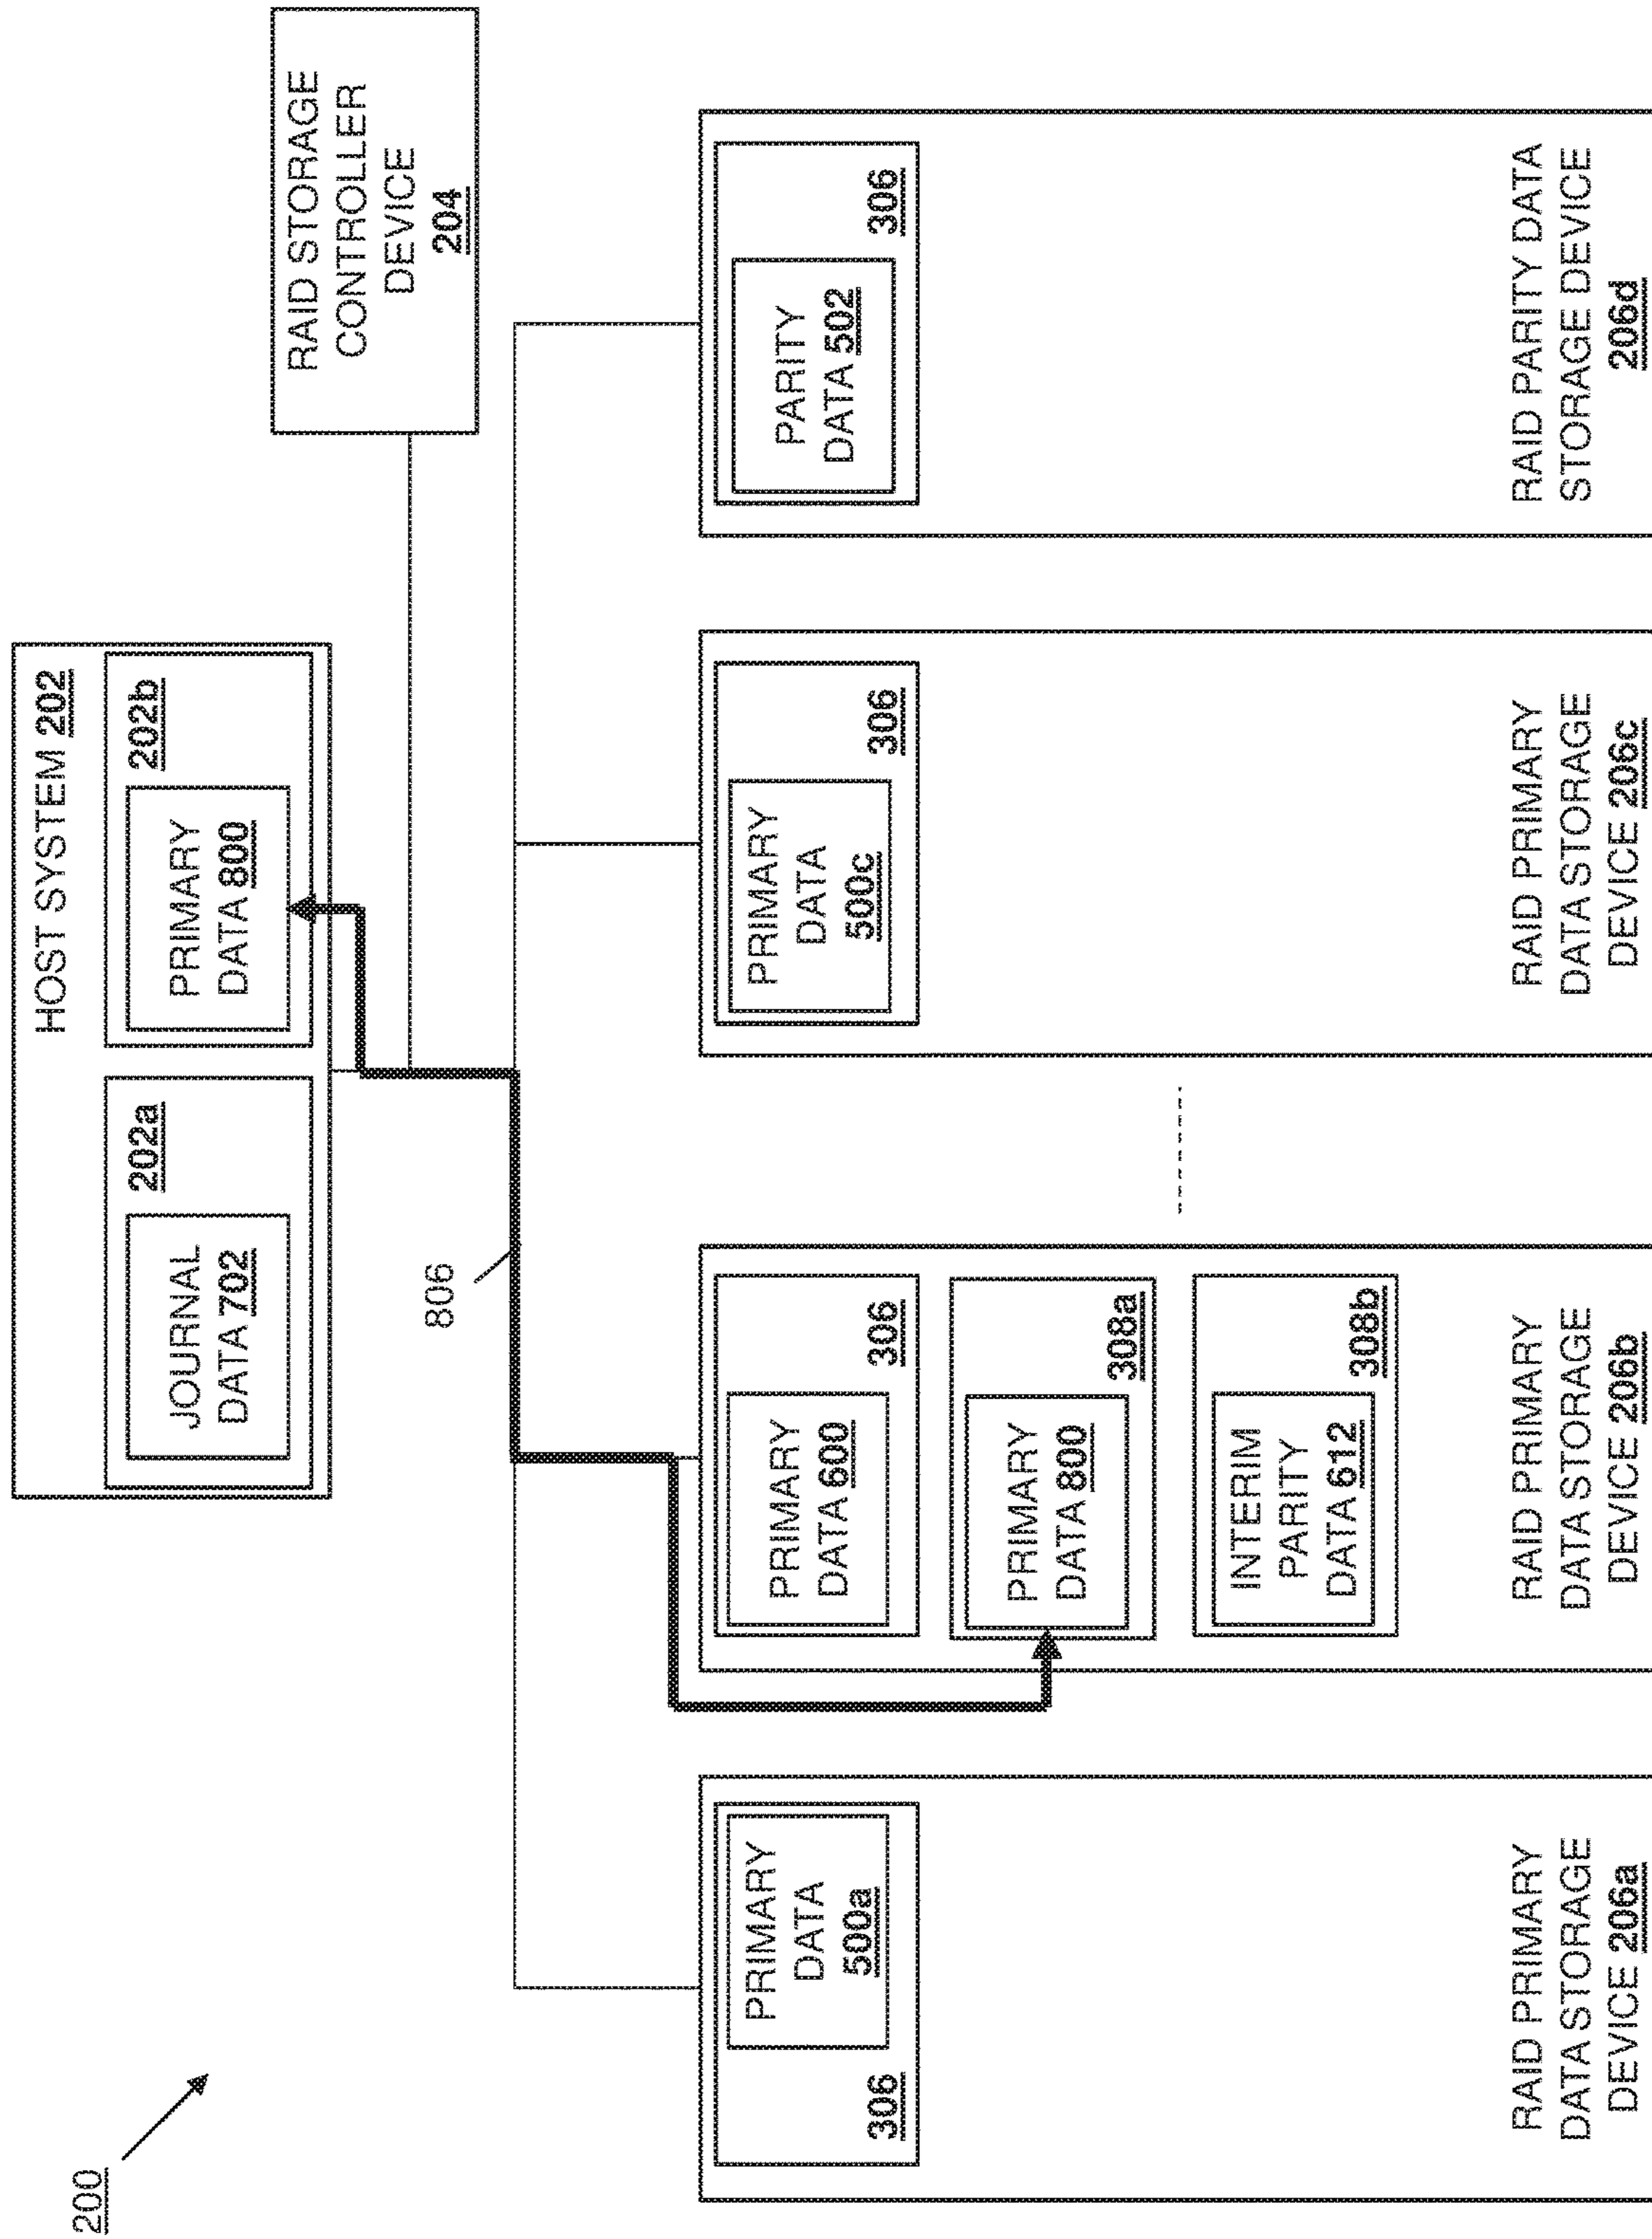 200
HOST SYSTEM 202
JOURNAL
DATA 702
202a
PRIMARY
DATA 800
202b
RAID STORAGE
CONTROLLER
DEVICE
204
806
306
PRIMARY
DATA
500a
RAID PRIMARY
DATA STORAGE
DEVICE 206a
PRIMARY
DATA 600
306
PRIMARY
DATA 800
308a
INTERIM
PARITY
DATA 612
308b
RAID PRIMARY
DATA STORAGE
DEVICE 206b
PRIMARY
DATA
500c
306
RAID PRIMARY
DATA STORAGE
DEVICE 206c
PARITY
DATA 502
306
RAID PARITY DATA
STORAGE DEVICE
206d